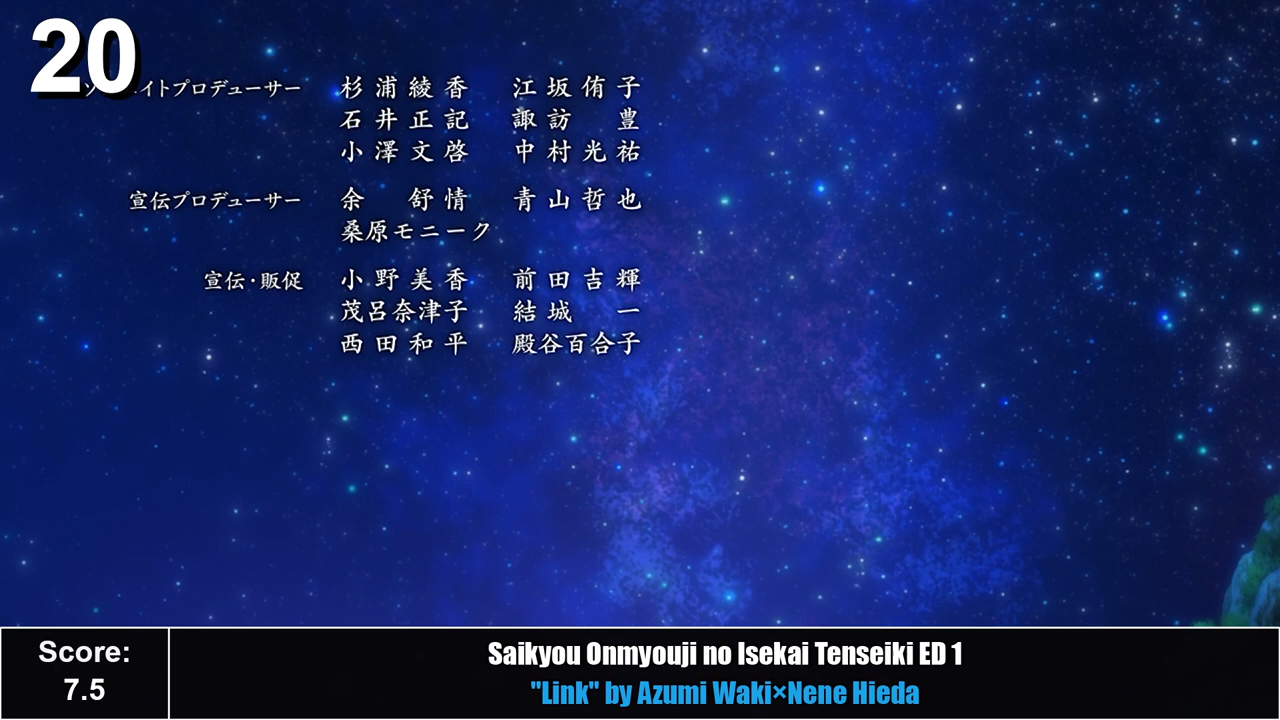 20
イトプロデューサー 杉浦綾香 江坂侑子
石井正記 諏訪 豊
小澤文啓 中村光祐
宣伝プロデューサー 余 舒情 青山哲也
桑原モニーク
宣伝・販促 小野美香 前田吉輝
茂呂奈津子 結城 一
西田和平 殿谷百合子
Score:
7.5
Saikyou Onmyouji no Isekai Tenseiki ED 1
"Link" by Azumi Waki×Nene Hieda